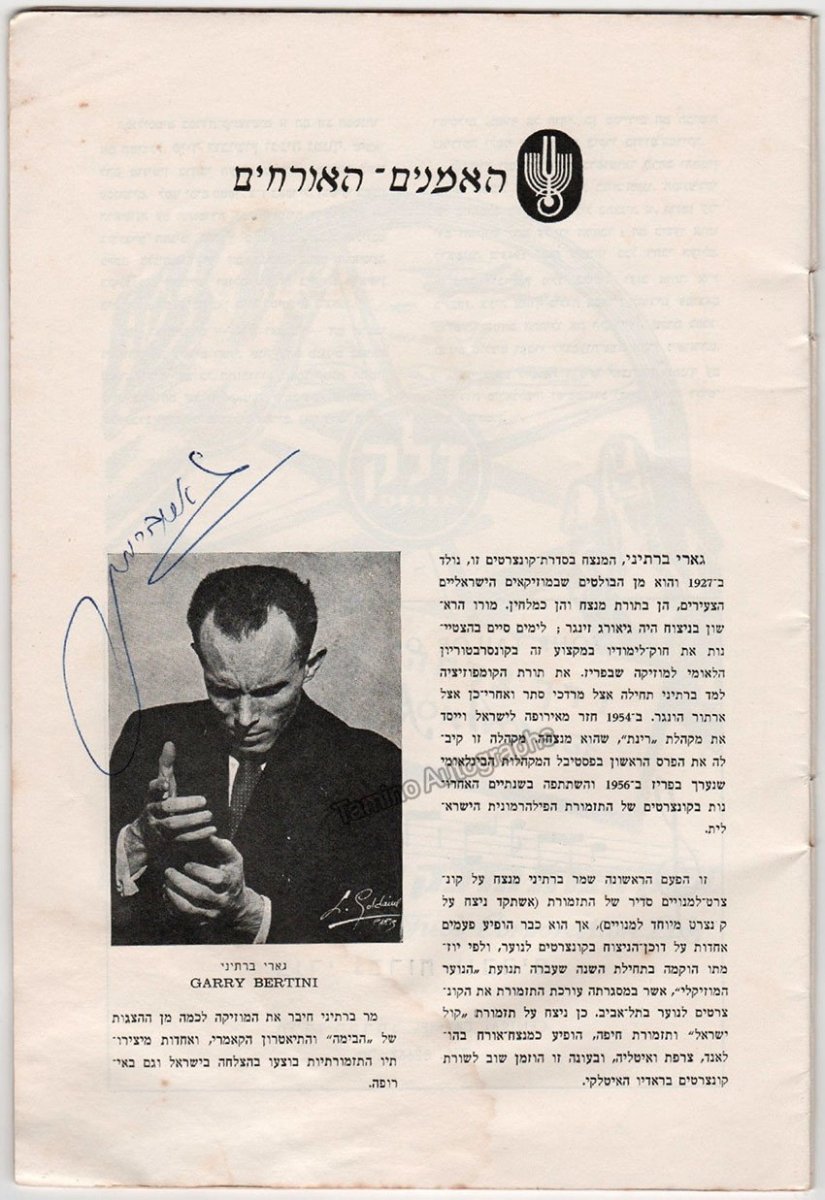 האמנים־האורחים
גארי ברתיני, המנצח בסדרת־קונצרטים זו, נולד
ב־1927 והוא מן הבולטים שבמוזיקאים הישראליים
הצעירים, הן בתורת מנצח והן כמלחין. מורו הרא־
שון בניצוח היה גיאורג זינגר ; לימים סיים בהצטיי־
נות את חוק־לימודיו במקצוע זה בקונסרבטוריון
הלאומי למוזיקה שבפריז. את תורת הקומפוזיציה
למד ברתיני תחילה אצל מרדכי סתר ואחרי־כן אצל
ארתור הונגר. ב־1954 חזר מאירופה לישראל וייסד
את מקהלת „רינת", שהוא מנצחה. מקהלה זו קיב־
לה את הפרס הראשון בפסטיבל המקהלות הבינלאומי
שנערך בפריז ב־1956 והשתתפה בשנתיים האחרו־
נות בקונצרטים של התזמורת הפילהרמונית הישרא־
לית.
זו הפעם הראשונה שמר ברתיני מנצח על קונ־
צרט־למנויים סדיר של התזמורת (אשתקד ניצח על
קונצרט מיוחד למנויים), אך הוא כבר הופיע פעמים
אחדות על דוכן־הניצוח בקונצרטים לנוער, ולפי יוז־
מתו הוקמה בתחילת השנה שעברה תנועת „הנוער
המוזיקלי", אשר במסגרתה עורכת התזמורת את הקונ־
צרטים לנוער בתל־אביב. כן ניצח על תזמורת „קול
ישראל" ותזמורת חיפה, הופיע כמנצח־אורח בהו־
לאנד, צרפת ואיטליה, ובעונה זו הוזמן שוב לשורת
קונצרטים בראדיו האיטלקי.
Tamino Autographs
PARIS
גארי ברתיני
GARRY BERTINI
מר ברתיני חיבר את המוזיקה לכמה מן ההצגות
של „הבימה" והתיאטרון הקאמרי, ואחדות מיצירו־
תיו התזמורתיות בוצעו בהצלחה בישראל וגם באי־
רופה.